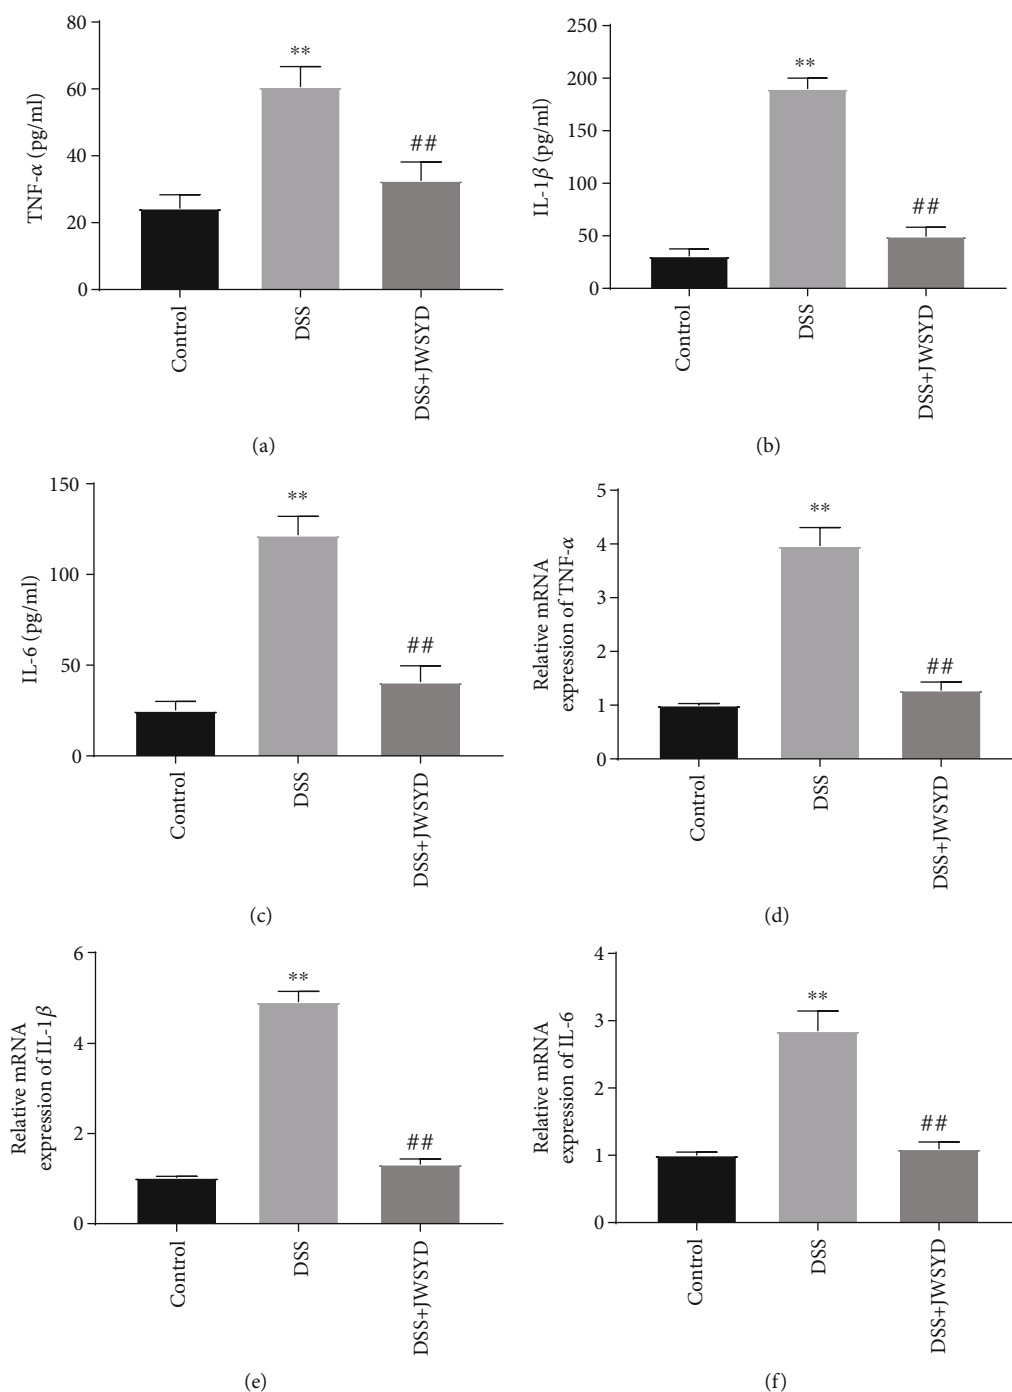 80
60
40
20
0
TNF-α (pg/ml)
**
##
Control
DSS
DSS+JWSYD
(a)
250
200
150
100
50
0
IL-1β (pg/ml)
**
##
Control
DSS
DSS+JWSYD
(b)
150
100
50
0
IL-6 (pg/ml)
**
##
Control
DSS
DSS+JWSYD
(c)
5
4
3
2
1
0
Relative mRNA
expression of TNF-α
**
##
Control
DSS
DSS+JWSYD
(d)
6
4
2
0
Relative mRNA
expression of IL-1β
**
##
Control
DSS
DSS+JWSYD
(e)
4
3
2
1
0
Relative mRNA
expression of IL-6
**
##
Control
DSS
DSS+JWSYD
(f)